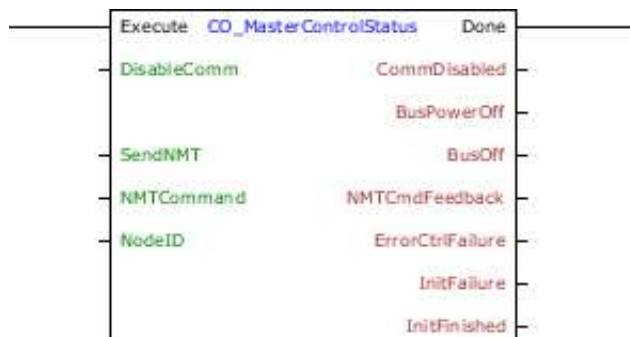 Execute CO_MasterControlStatus Done
DisableComm CommDisabled
BusPowerOff
SendNMT BusOff
NMTCommand NMTCmdFeedback
NodeID ErrorCtrlFailure
InitFailure
InitFinished